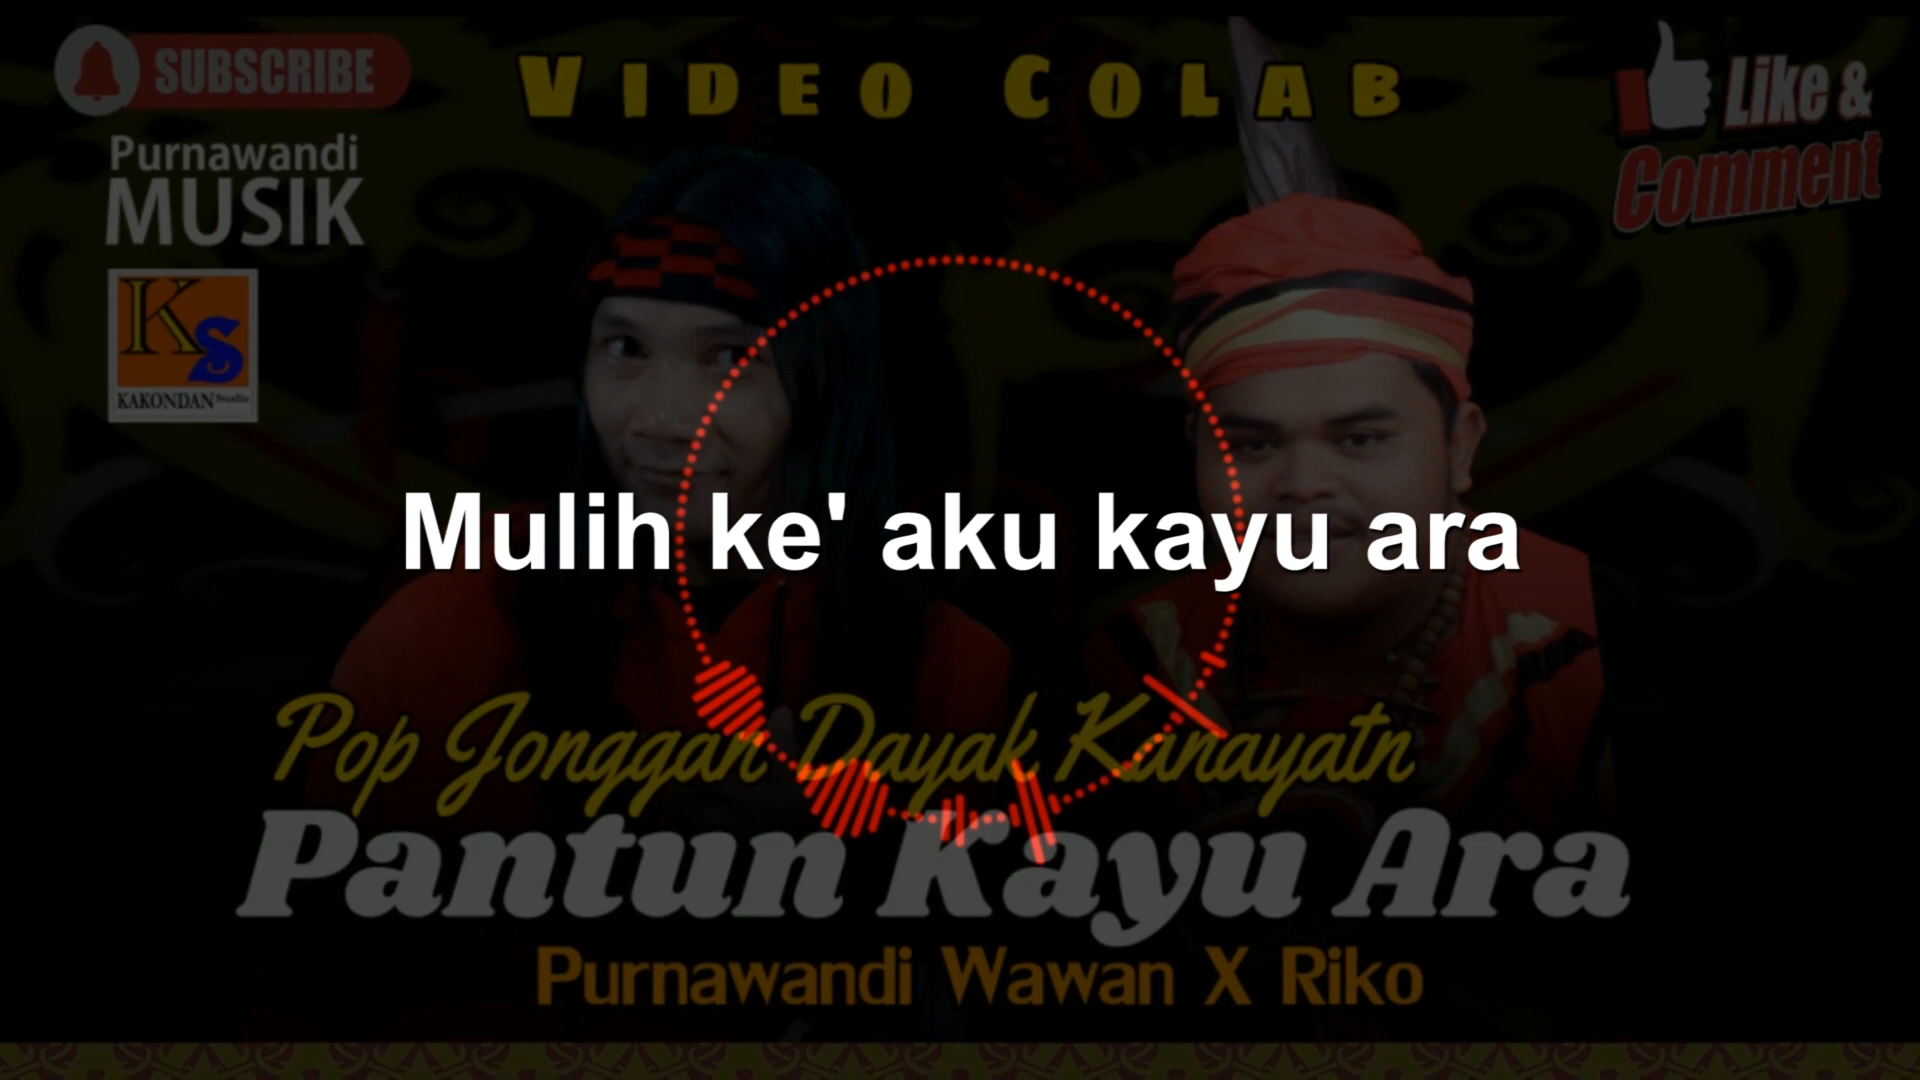 SUBSCRIBE
VIDEO COLAB
Like &
Comment
Purnawandi
MUSIK
KS
KAKONDAN Studio
Mulih ke' aku kayu ara
Pop Jonggan Dayak Kanayatn
Pantun Kayu Ara
Purnawandi Wawan X Riko